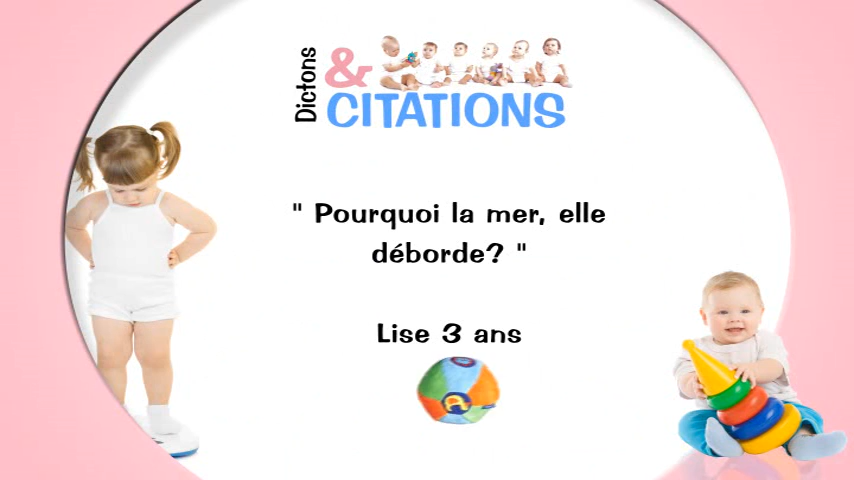 Dictons
&
CITATIONS
" Pourquoi la mer, elle
déborde? "
Lise 3 ans